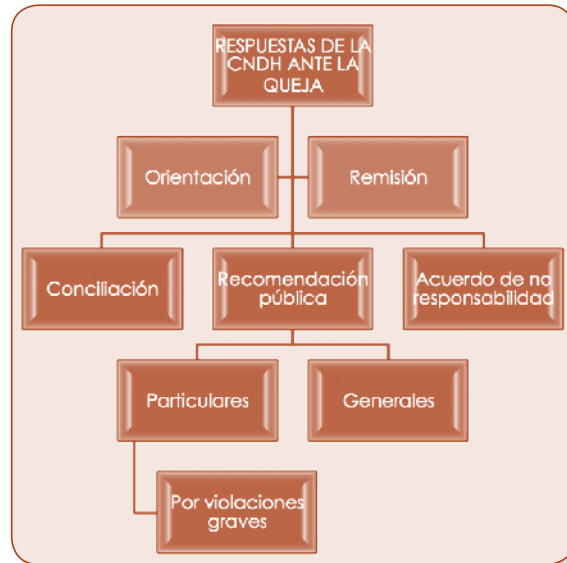 RESPUESTAS DE LA
CNDH ANTE LA
QUEJA
Orientación
Remisión
Conciliación
Recomendación
pública
Acuerdo de no
responsabilidad
Particulares
Generales
Por violaciones
graves